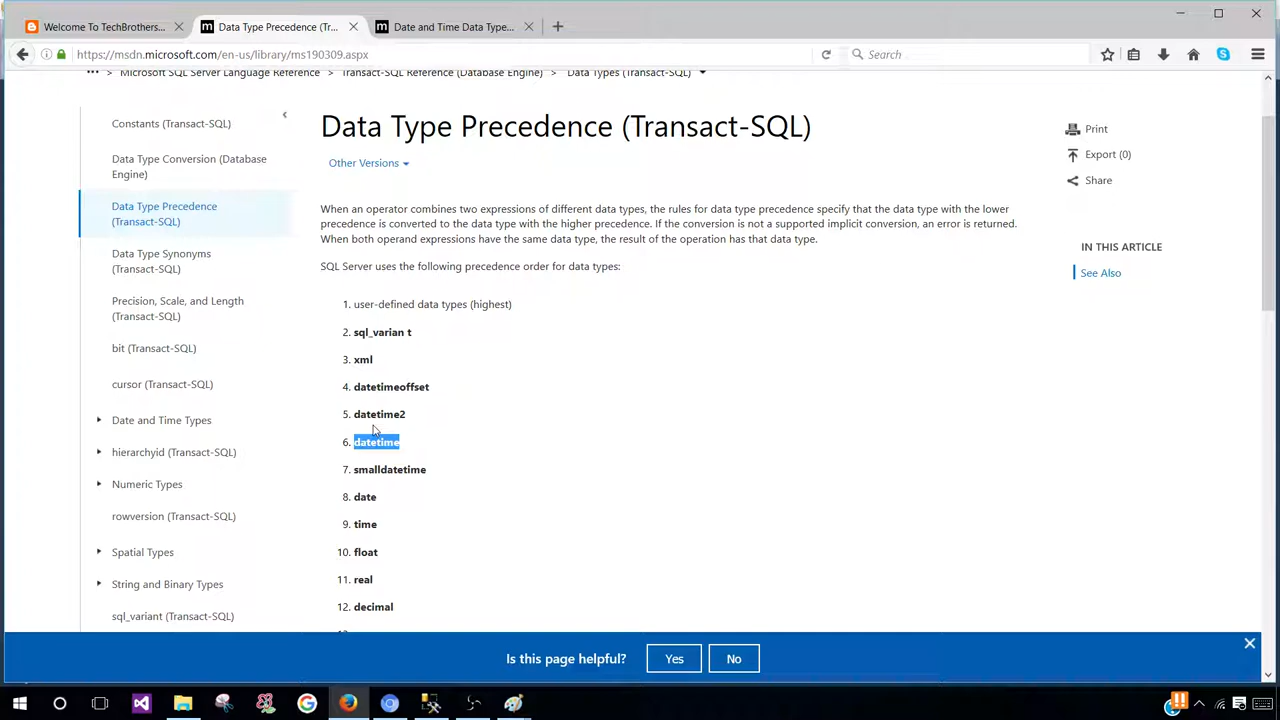 Welcome To TechBrothers...
Data Type Precedence (Tr...
Date and Time Data Type...
https://msdn.microsoft.com/en-us/library/ms190309.aspx
Search
Microsoft SQL Server Language Reference > Transact-SQL Reference (Database Engine) > Data Types (Transact-SQL)
Constants (Transact-SQL)
Data Type Conversion (Database
Engine)
Data Type Precedence
(Transact-SQL)
Data Type Synonyms
(Transact-SQL)
Precision, Scale, and Length
(Transact-SQL)
bit (Transact-SQL)
cursor (Transact-SQL)
Date and Time Types
hierarchyid (Transact-SQL)
Numeric Types
rowversion (Transact-SQL)
Spatial Types
String and Binary Types
sql_variant (Transact-SQL)
Data Type Precedence (Transact-SQL)
Other Versions
When an operator combines two expressions of different data types, the rules for data type precedence specify that the data type with the lower
precedence is converted to the data type with the higher precedence. If the conversion is not a supported implicit conversion, an error is returned.
When both operand expressions have the same data type, the result of the operation has that data type.
SQL Server uses the following precedence order for data types:
1. user-defined data types (highest)
2. sql_varian t
3. xml
4. datetimeoffset
5. datetime2
6. datetime
7. smalldatetime
8. date
9. time
10. float
11. real
12. decimal
Print
Export (0)
Share
IN THIS ARTICLE
See Also
Is this page helpful?
Yes
No